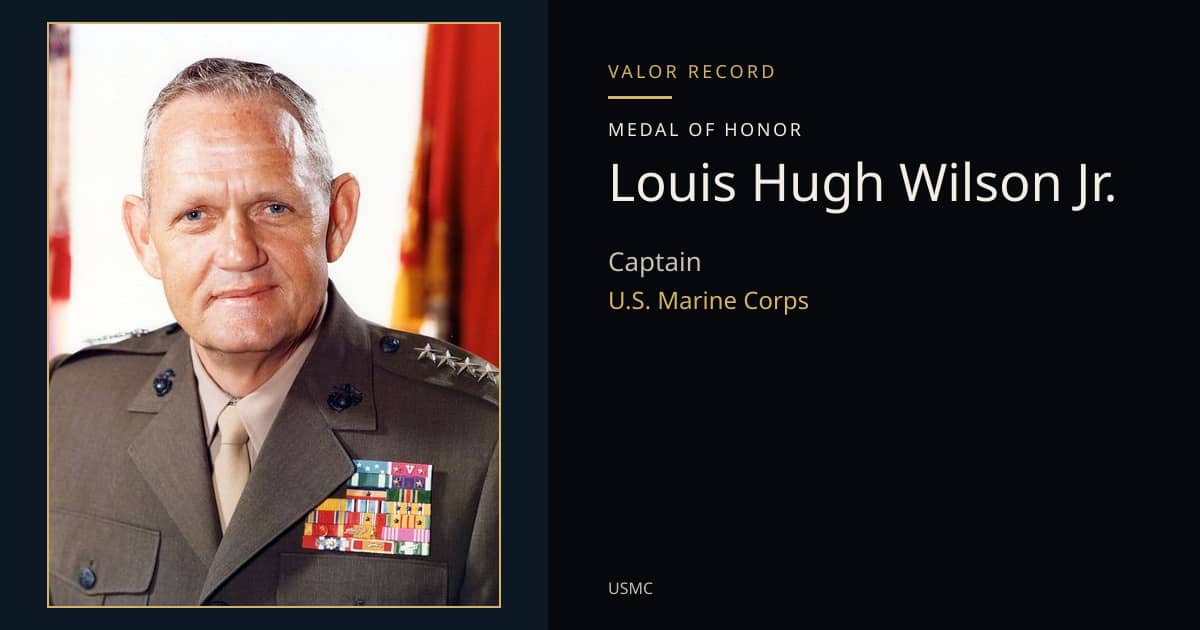 VALOR RECORD
MEDAL OF HONOR
Louis Hugh Wilson Jr.
Captain
U.S. Marine Corps
USMC